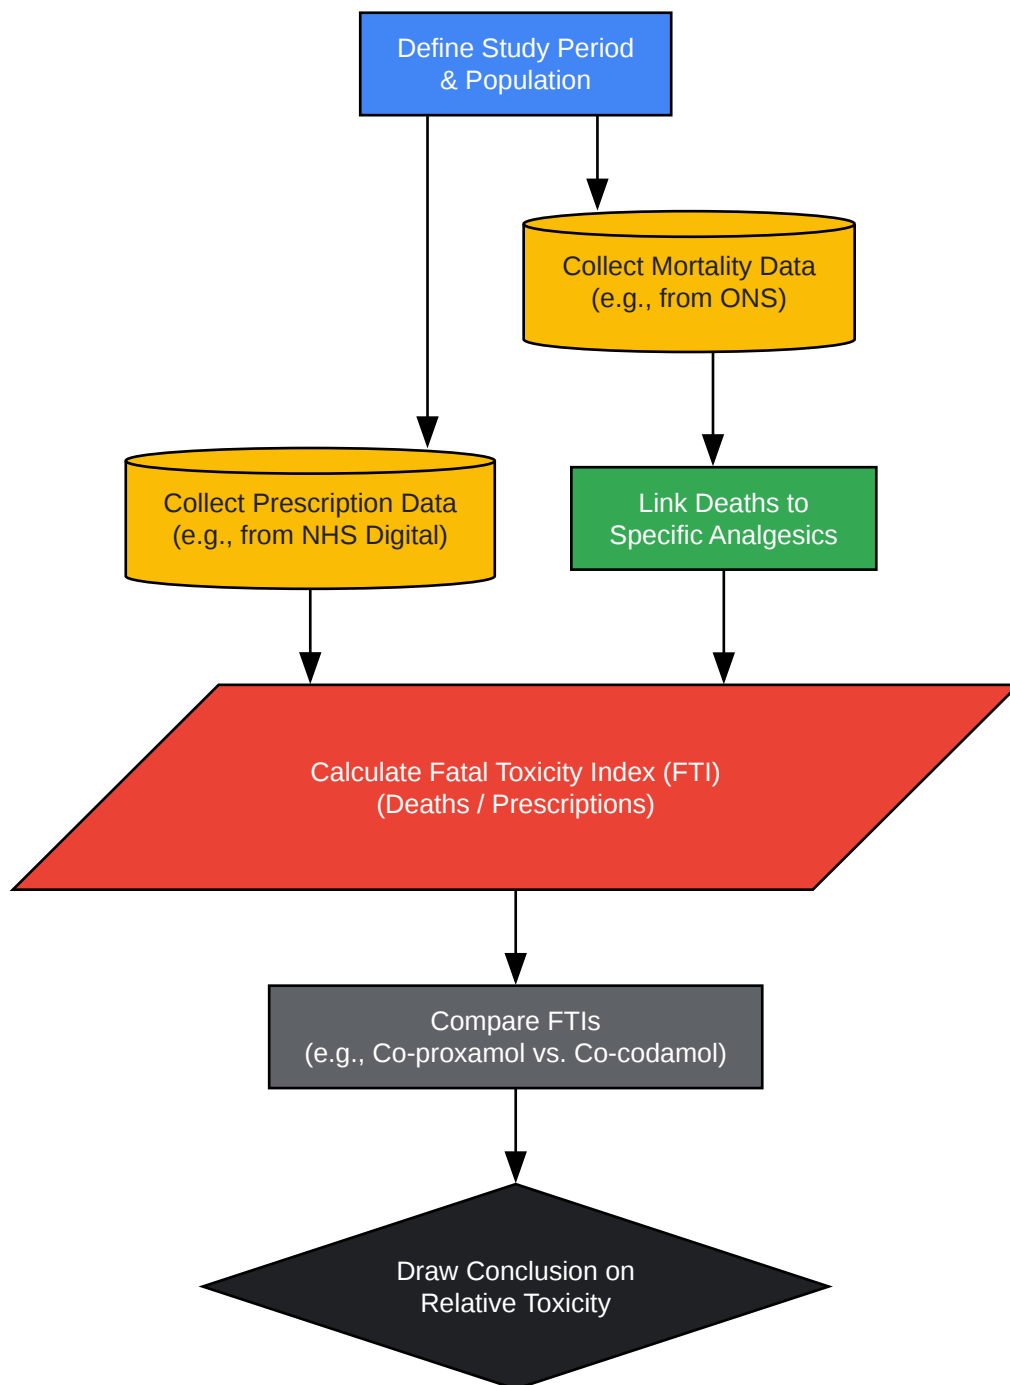 Define Study Period
& Population
Collect Mortality Data
(e.g., from ONS)
Collect Prescription Data
(e.g., from NHS Digital)
Link Deaths to
Specific Analgesics
Calculate Fatal Toxicity Index (FTI)
(Deaths / Prescriptions)
Compare FTIs
(e.g., Co-proxamol vs. Co-codamol)
Draw Conclusion on
Relative Toxicity